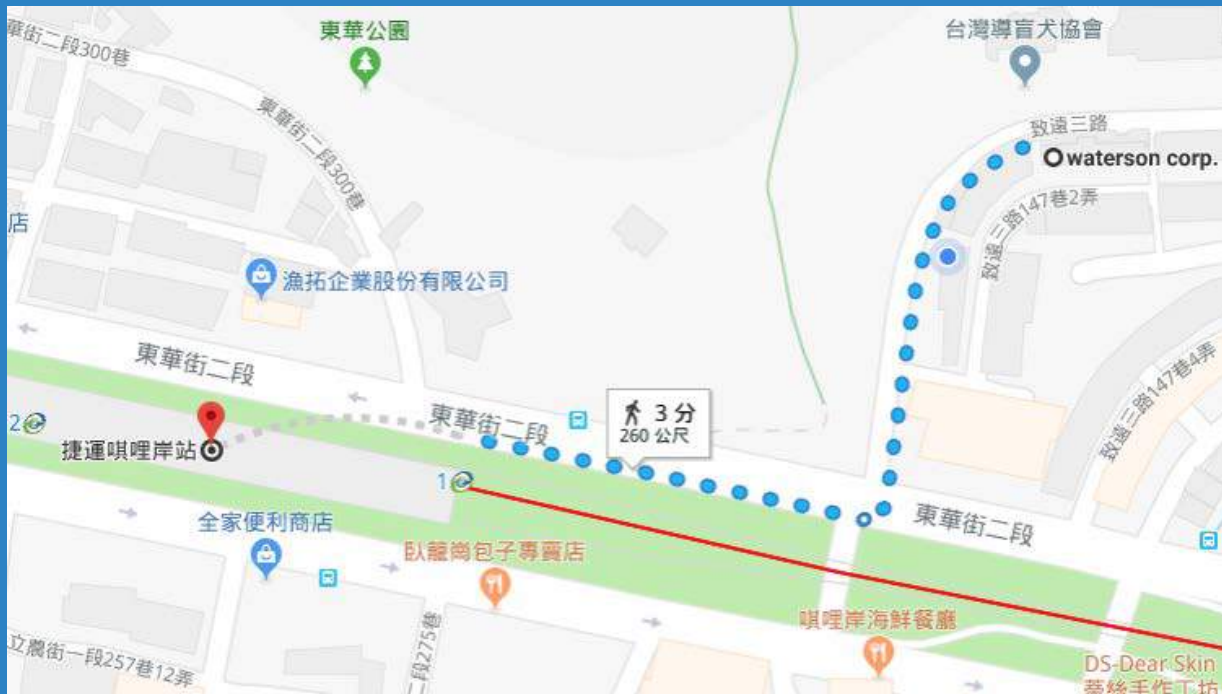 東華公園
台灣導盲犬協會
東華街二段300巷
東華街二段300巷
致遠三路
waterson corp.
致遠三路147巷2弄
店
漁拓企業股份有限公司
東華街二段
東華街二段
3 分
260 公尺
致遠三路147巷4弄
2
捷運唭哩岸站
1
東華街二段
全家便利商店
臥龍崗包子專賣店
唭哩岸海鮮餐廳
二段275巷
立農街一段257巷12弄
DS-Dear Skin
蒂絲手作工坊